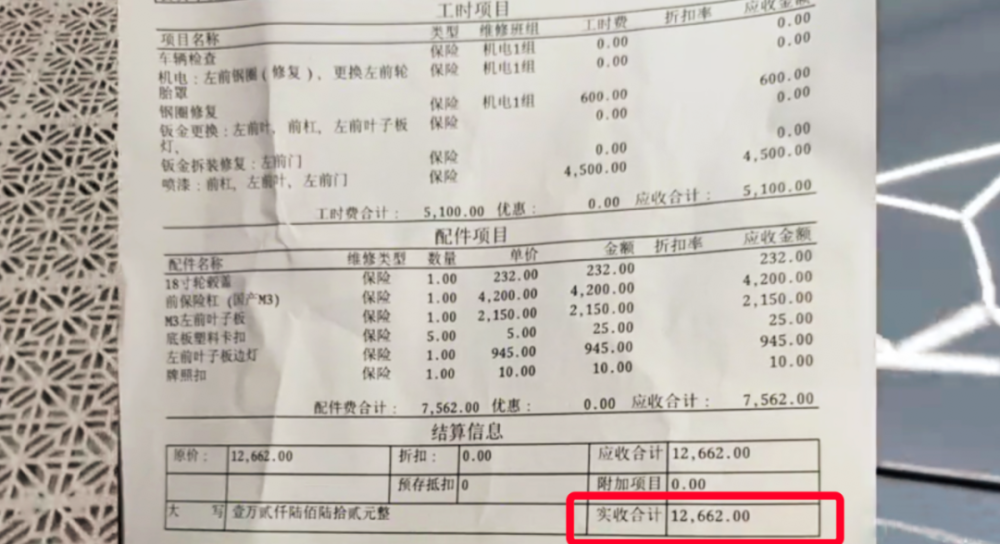 工时项目
项目名称 类型 维修班组 工时费 折扣率 应收金额
车辆检查 保险 机电1组 0.00 0.00
机电：左前钢圈（修复）、更换左前轮 保险 机电1组 0.00 0.00
胎罩
钢圈修复 保险 机电1组 600.00 600.00
钣金更换：左前叶，前杠，左前叶子板 保险 0.00 0.00
灯、
钣金拆装修复：左前门 保险 0.00 0.00
喷漆：前杠，左前叶、左前门 保险 4,500.00 4,500.00
工时费合计： 5,100.00 优惠： 0.00 应收合计： 5,100.00
配件项目
配件名称 维修类型 数量 单价 金额 折扣率 应收金额
18寸轮毂盖 保险 1.00 232.00 232.00 232.00
前保险杠（国产M3） 保险 1.00 4,200.00 4,200.00 4,200.00
M3左前叶子板 保险 1.00 2,150.00 2,150.00 2,150.00
底板塑料卡扣 保险 5.00 5.00 25.00 25.00
左前叶子板边灯 保险 1.00 945.00 945.00 945.00
牌照扣 保险 1.00 10.00 10.00 10.00
配件费合计： 7,562.00 优惠： 0.00 应收合计： 7,562.00
结算信息
原价： 12,662.00 折扣： 0.00 应收合计 12,662.00
预存抵扣 0 附加项目 0.00
大 写 壹万贰仟陆佰陆拾贰元整 实收合计 12,662.00